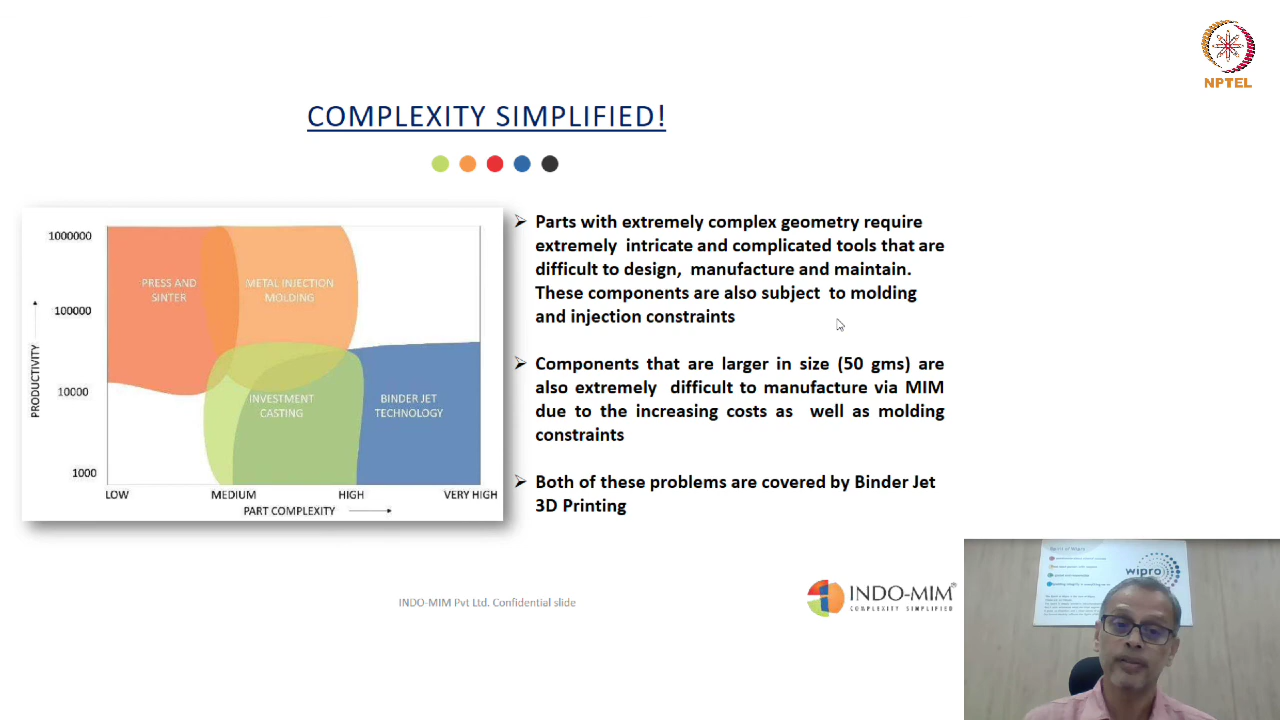 NPTEL
COMPLEXITY SIMPLIFIED!
1000000
100000
10000
1000
PRODUCTIVITY
PRESS AND
SINTER
METAL INJECTION
MOLDING
INVESTMENT
CASTING
BINDER JET
TECHNOLOGY
LOW
MEDIUM
HIGH
VERY HIGH
PART COMPLEXITY
Parts with extremely complex geometry require
extremely intricate and complicated tools that are
difficult to design, manufacture and maintain.
These components are also subject to molding
and injection constraints
Components that are larger in size (50 gms) are
also extremely difficult to manufacture via MIM
due to the increasing costs as well as molding
constraints
Both of these problems are covered by Binder Jet
3D Printing
INDO-MIM Pvt Ltd. Confidential slide
INDO-MIM®
COMPLEXITY SIMPLIFIED
wipro